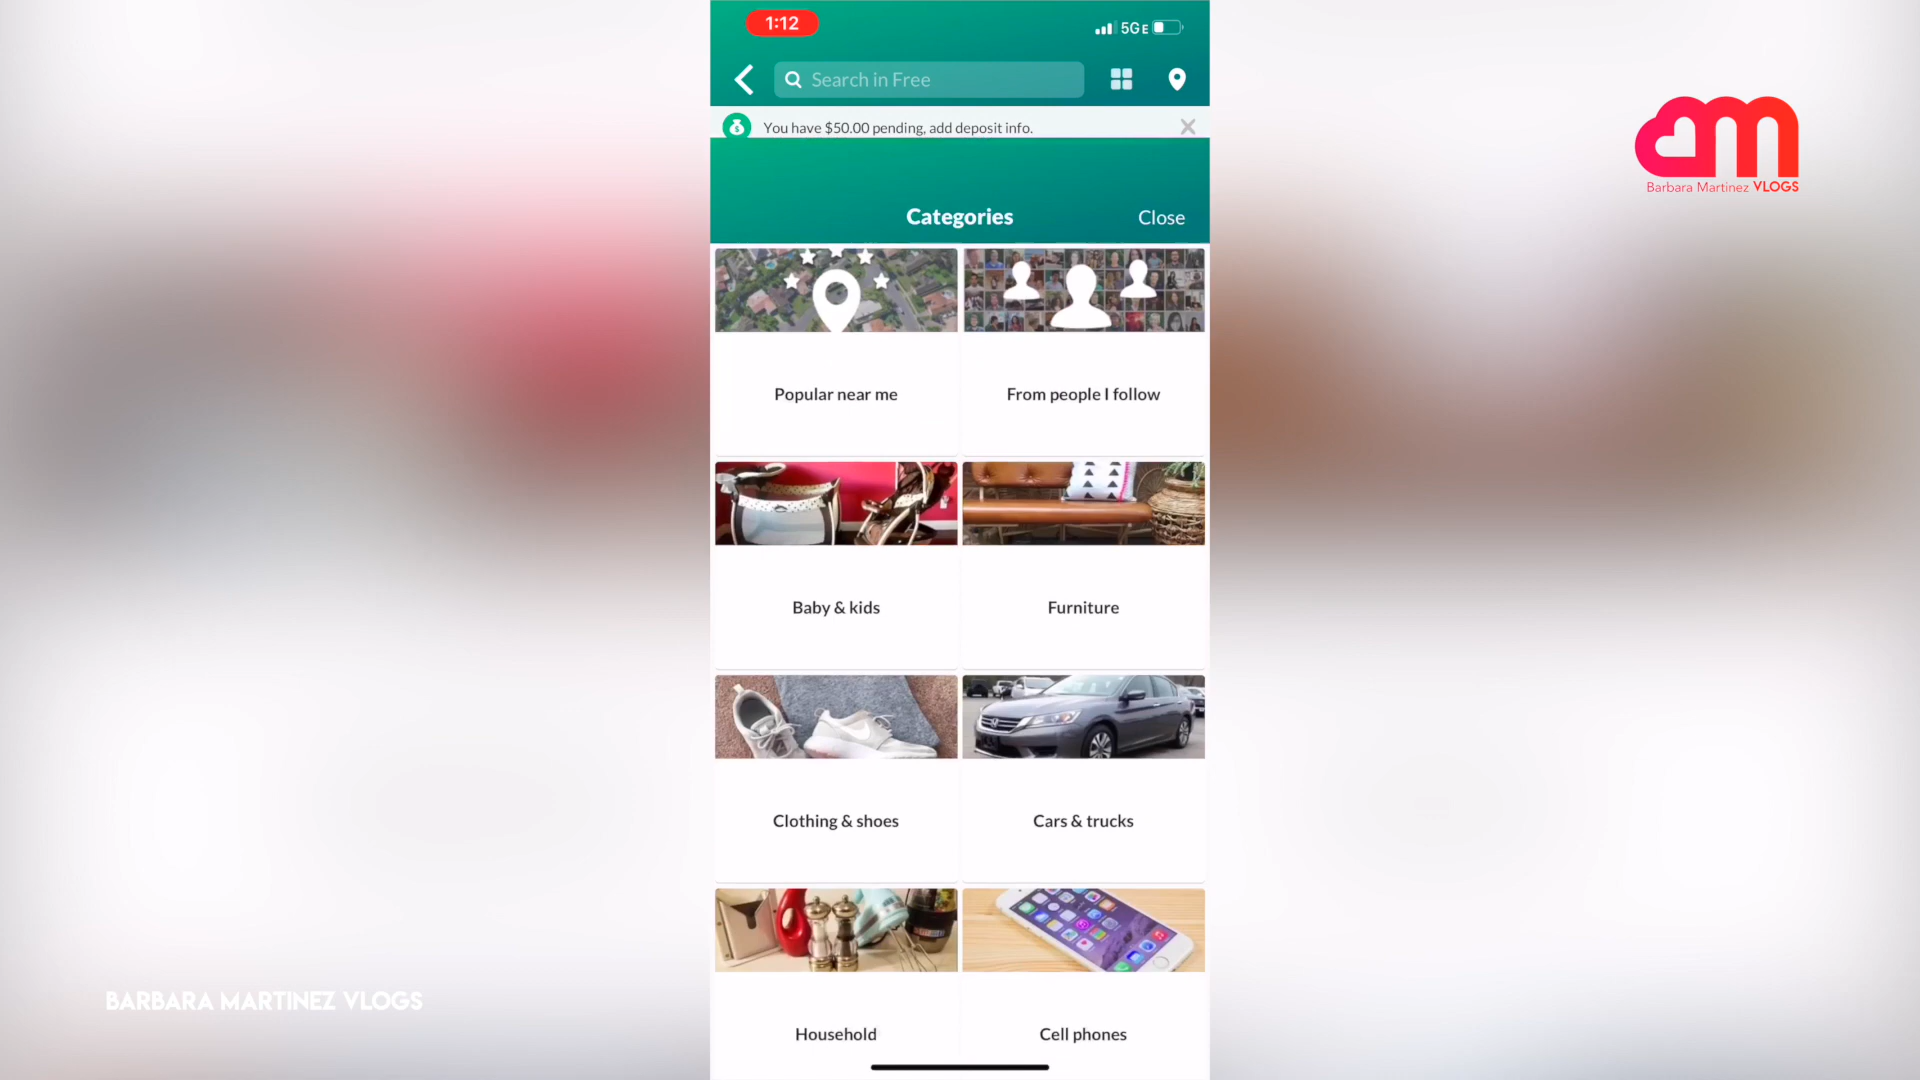 1:12
5GE
Search in Free
You have $50.00 pending, add deposit info.
Categories
Close
Popular near me
From people I follow
Baby & kids
Furniture
Clothing & shoes
Cars & trucks
Household
Cell phones
Barbara Martinez VLOGS
BARBARA MARTINEZ VLOGS